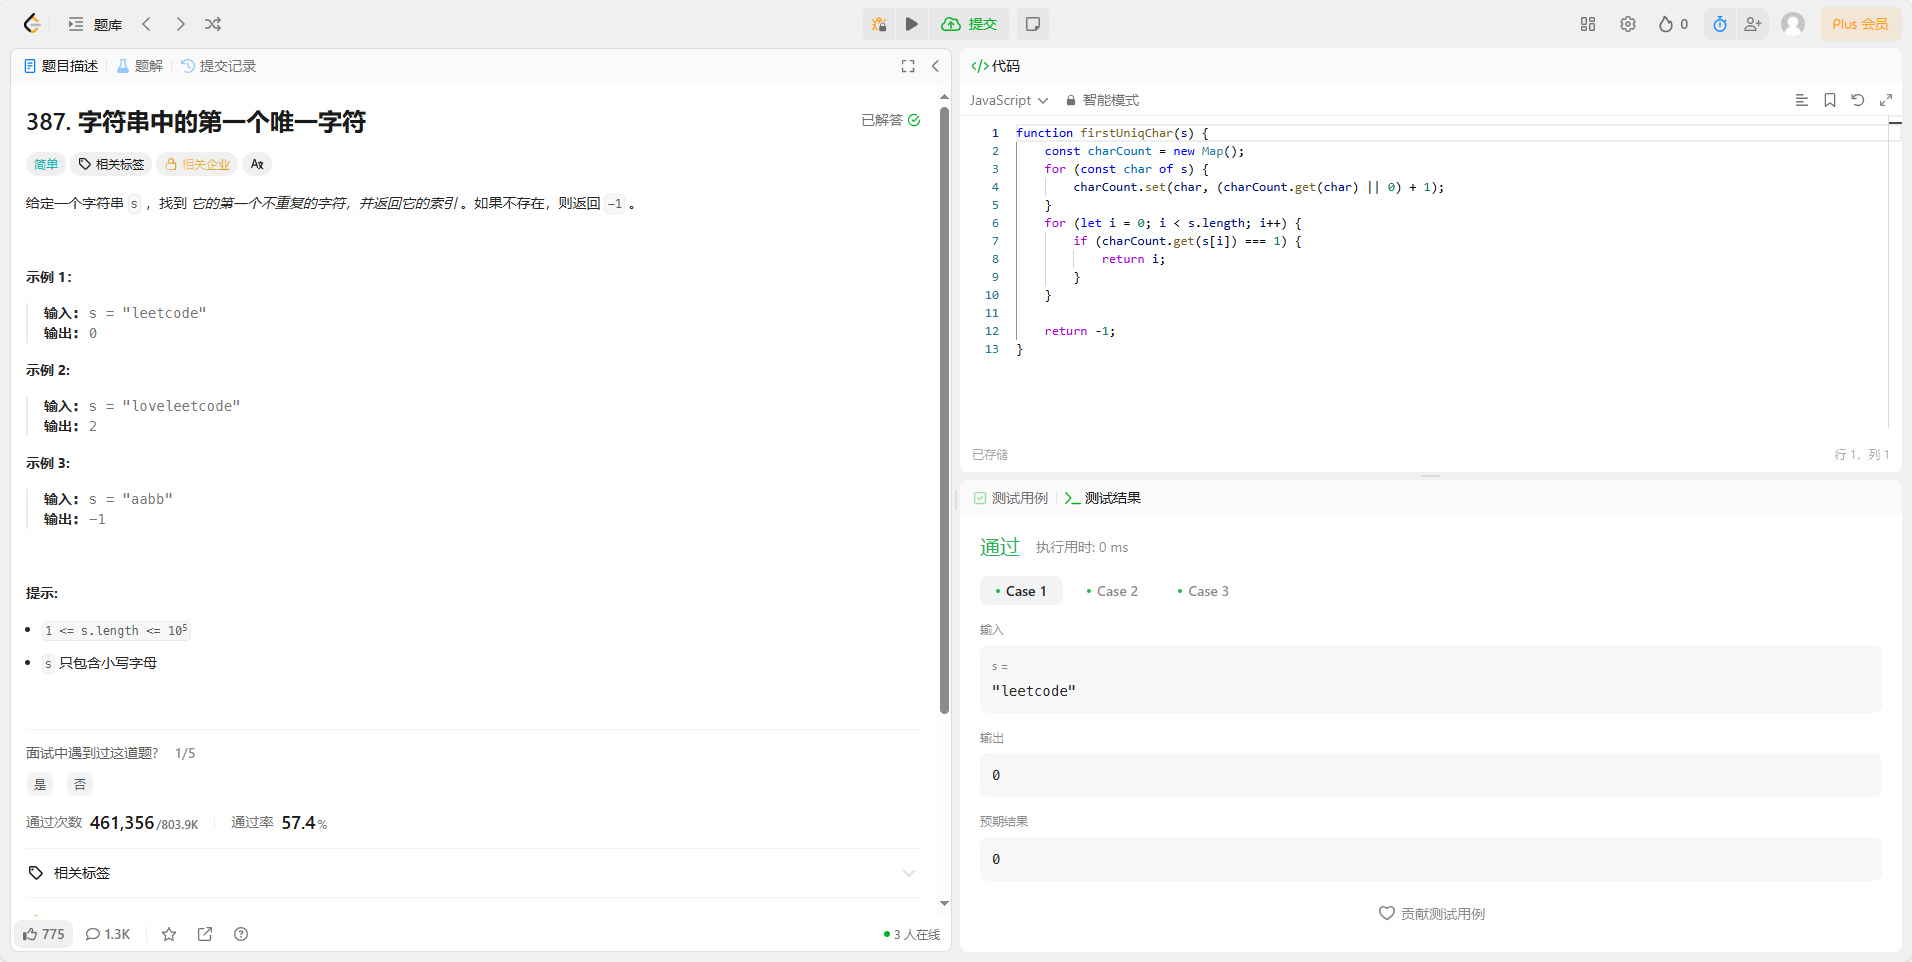 题库
提交
0
Plus 会员
题目描述
题解
提交记录
387. 字符串中的第一个唯一字符
已解答
简单
相关标签
相关企业
给定一个字符串 s ，找到 它的第一个不重复的字符，并返回它的索引 。如果不存在，则返回 -1 。
示例 1：
输入: s = "leetcode"
输出: 0
示例 2:
输入: s = "loveleetcode"
输出: 2
示例 3:
输入: s = "aabb"
输出: -1
提示:
1 <= s.length <= 10⁵
s 只包含小写字母
面试中遇到过这道题? 1/5
是
否
通过次数 461,356/803.9K
通过率 57.4%
相关标签
775
1.3K
3 人在线
代码
JavaScript
智能模式
1 function firstUniqChar(s) {
2     const charCount = new Map();
3     for (const char of s) {
4         charCount.set(char, (charCount.get(char) || 0) + 1);
5     }
6     for (let i = 0; i < s.length; i++) {
7         if (charCount.get(s[i]) === 1) {
8             return i;
9         }
10     }
11
12     return -1;
13 }
已存储
行 1，列 1
测试用例
测试结果
通过
执行用时: 0 ms
Case 1
Case 2
Case 3
输入
s =
"leetcode"
输出
0
预期结果
0
贡献测试用例